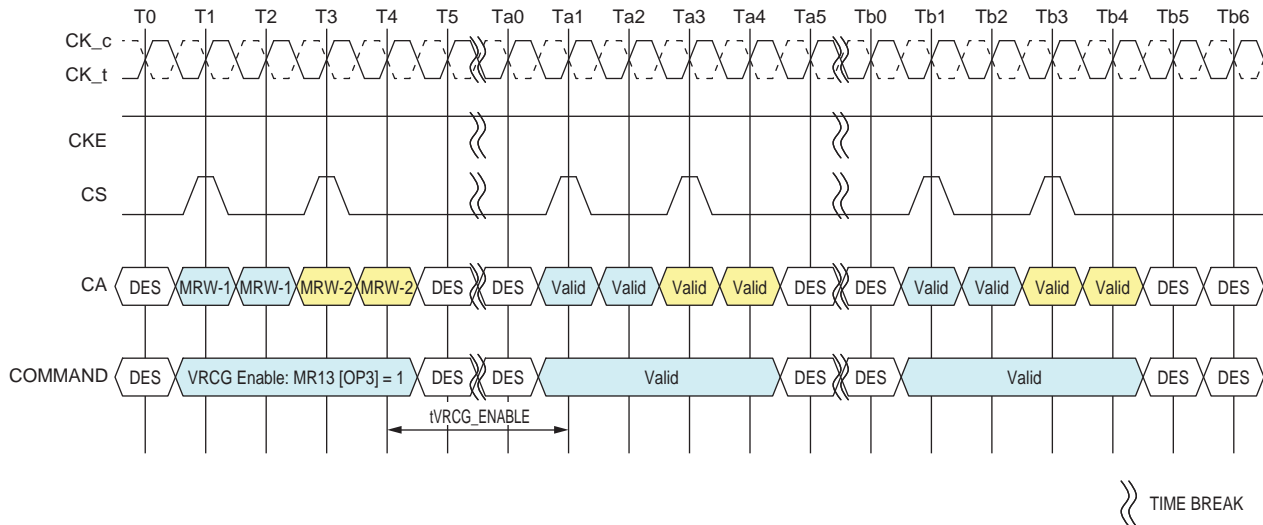 T0 T1 T2 T3 T4 T5 Ta0 Ta1 Ta2 Ta3 Ta4 Ta5 Tb0 Tb1 Tb2 Tb3 Tb4 Tb5 Tb6
CK_c
CK_t
CKE
CS
CA DES MRW-1 MRW-1 MRW-2 MRW-2 DES DES Valid Valid Valid Valid DES DES Valid Valid Valid Valid DES DES
COMMAND DES VRCG Enable: MR13 [OP3] = 1 DES DES Valid DES DES Valid DES DES
tVRCG_ENABLE
TIME BREAK